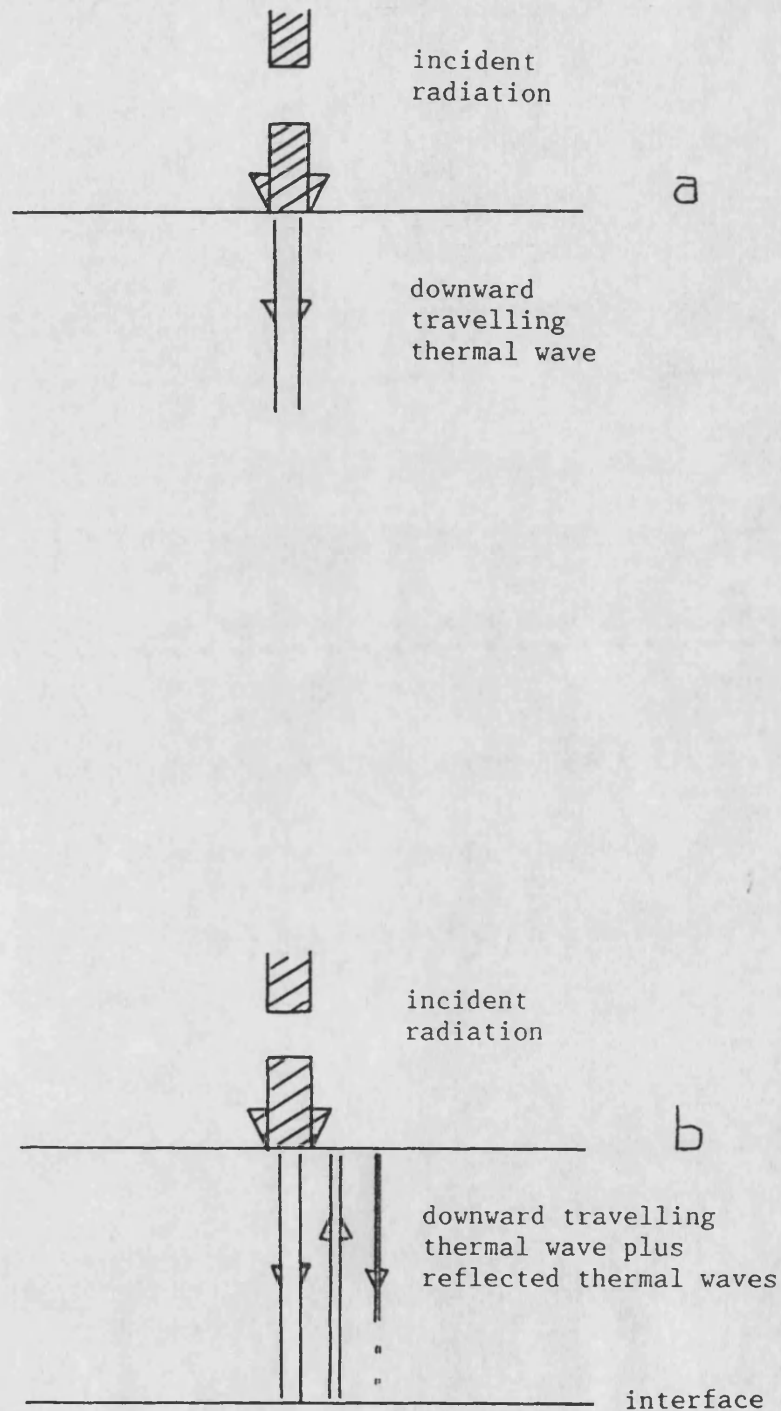 incident
radiation
a
downward
travelling
thermal wave
incident
radiation
b
downward travelling
thermal wave plus
reflected thermal waves
interface